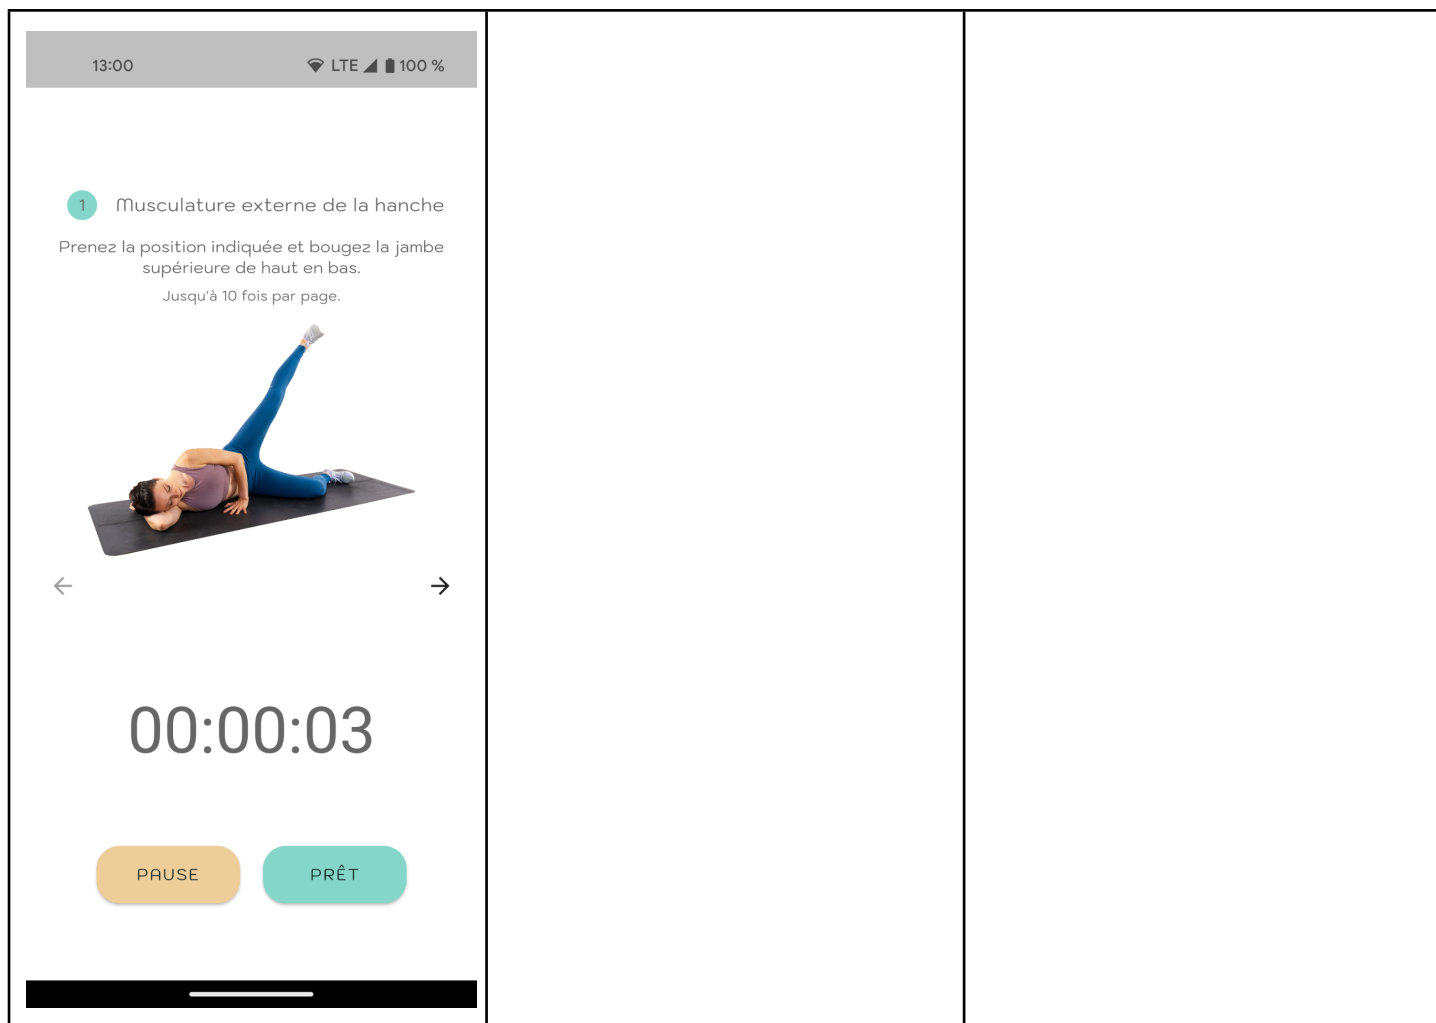 13:00 LTE 100 %
1 Musculature externe de la hanche
Prenez la position indiquée et bougez la jambe
supérieure de haut en bas.
Jusqu'à 10 fois par page.
00:00:03
PAUSE PRÊT